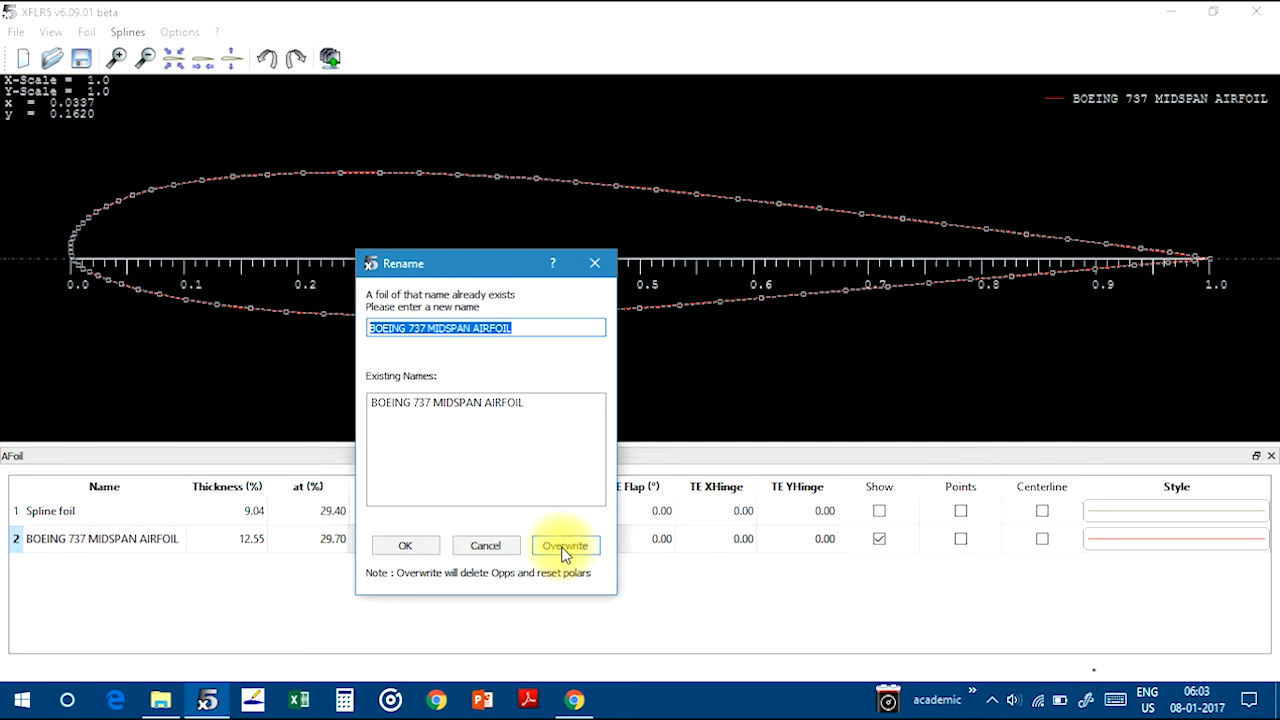 XFLR5 v6.09.01 beta
File View Foil Splines Options ?
X-Scale = 1.0
Y-Scale = 1.0
x = 0.0337
y = 0.1620
BOEING 737 MIDSPAN AIRFOIL
0.0 0.1 0.2 0.5 0.6 0.7 0.8 0.9 1.0
Rename
?
A foil of that name already exists
Please enter a new name
BOEING 737 MIDSPAN AIRFOIL
Existing Names:
BOEING 737 MIDSPAN AIRFOIL
OK Cancel Overwrite
Note : Overwrite will delete Opps and reset polars
AFoil
Name Thickness (%) at (%) E Flap (°) TE XHinge TE YHinge Show Points Centerline Style
1 Spline foil 9.04 29.40 0.00 0.00 0.00
2 BOEING 737 MIDSPAN AIRFOIL 12.55 29.70 0.00 0.00 0.00
academic
ENG
US
06:03
08-01-2017